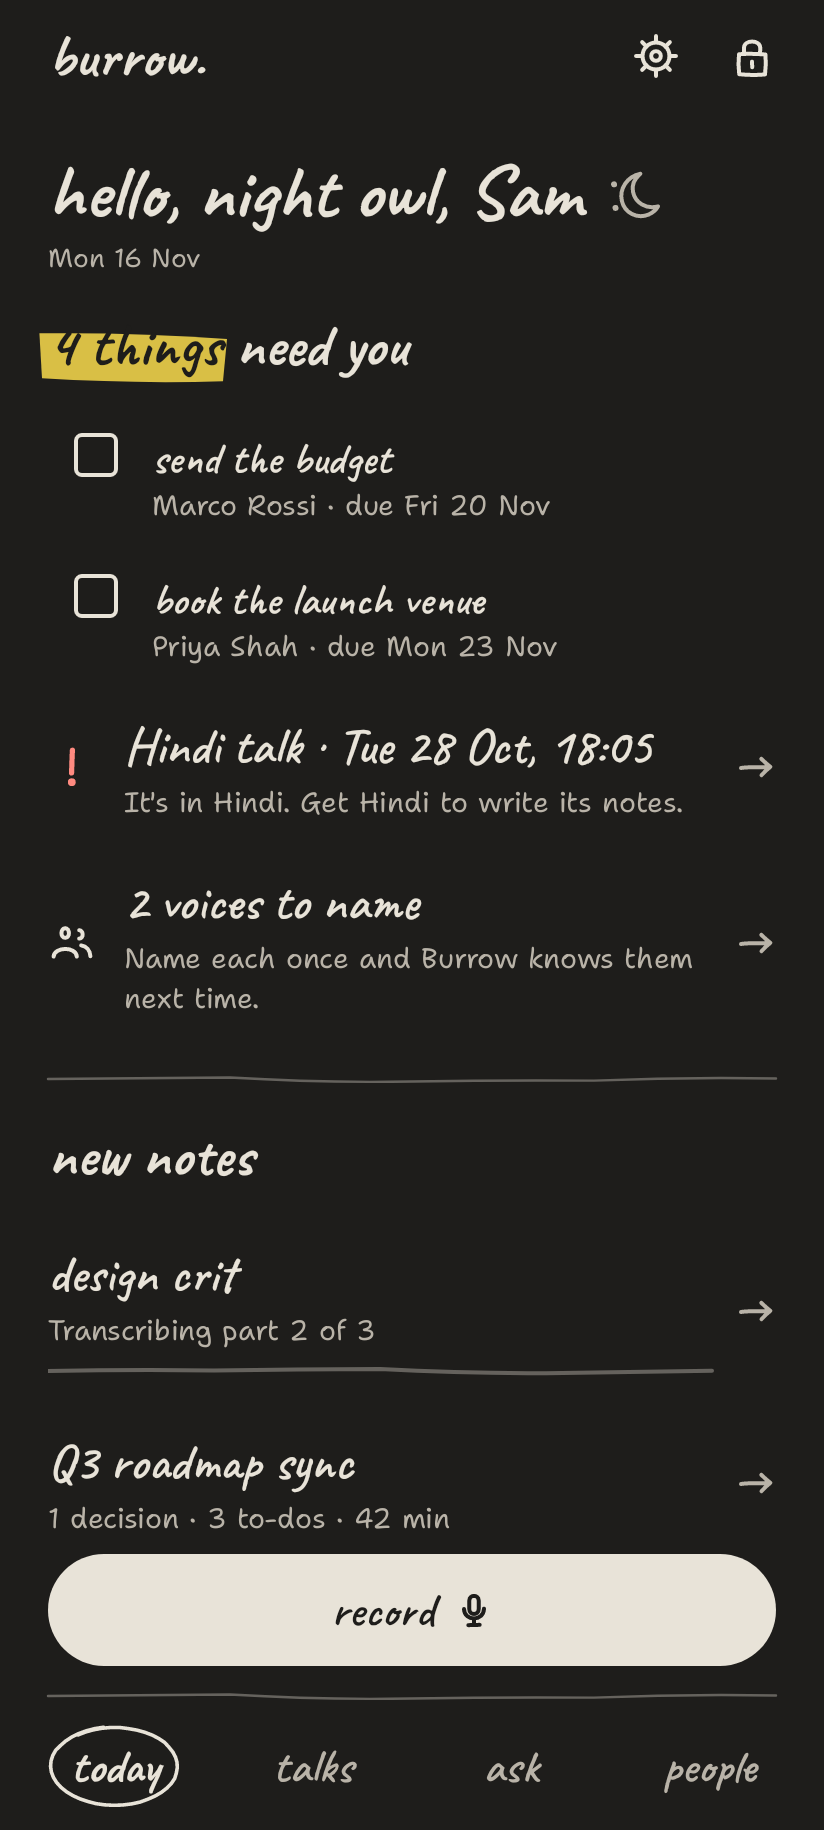 burrow.
hello, night owl, Sam
Mon 16 Nov
4 things need you
send the budget
Marco Rossi · due Fri 20 Nov
book the launch venue
Priya Shah · due Mon 23 Nov
Hindi talk · Tue 28 Oct, 18:05
It's in Hindi. Get Hindi to write its notes.
2 voices to name
Name each once and Burrow knows them
next time.
new notes
design crit
Transcribing part 2 of 3
Q3 roadmap sync
1 decision · 3 to-dos · 42 min
record
today
talks
ask
people